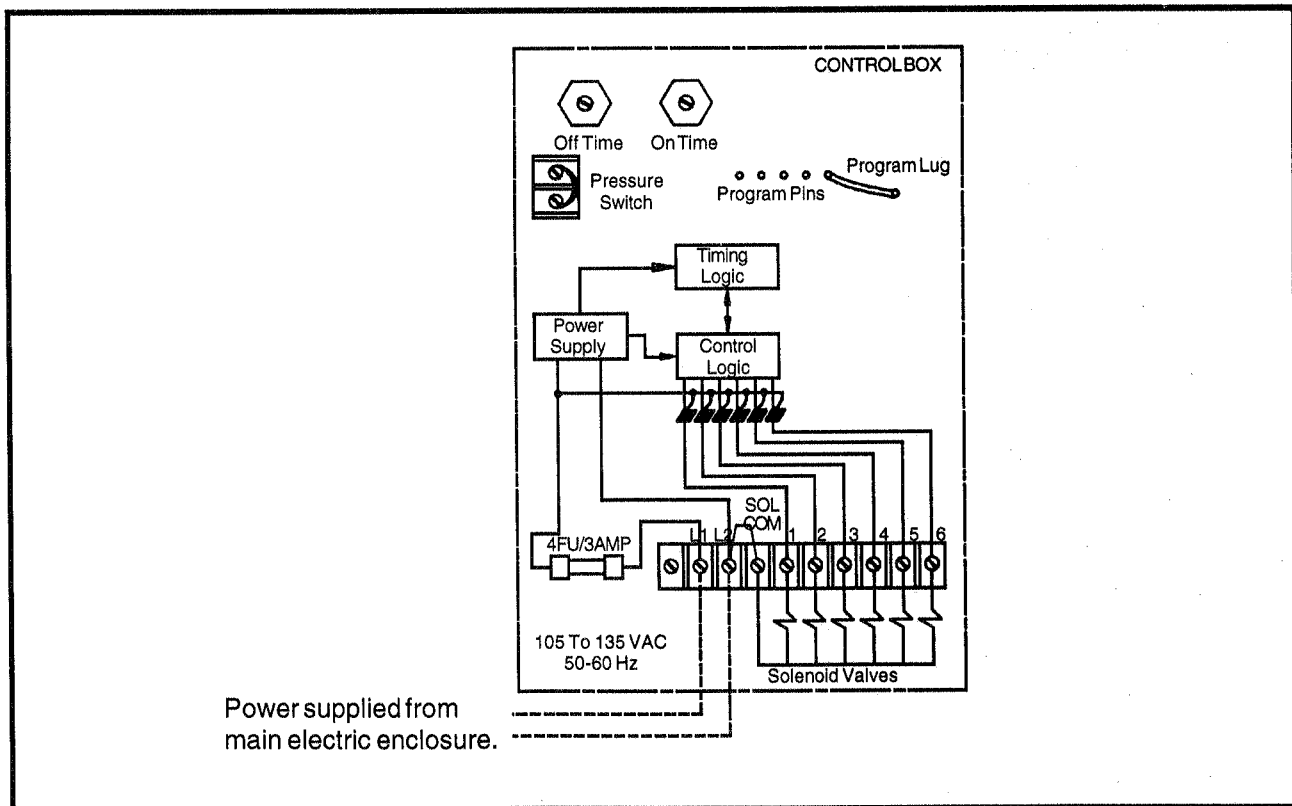 CONTROL BOX
Off Time
On Time
Pressure
Switch
Program Lug
Program Pins
Timing
Logic
Power
Supply
Control
Logic
SOL
COM
4FU/3AMP
L1 L2 1 2 3 4 5 6
105 To 135 VAC
50-60 Hz
Solenoid Valves
Power supplied from
main electric enclosure.